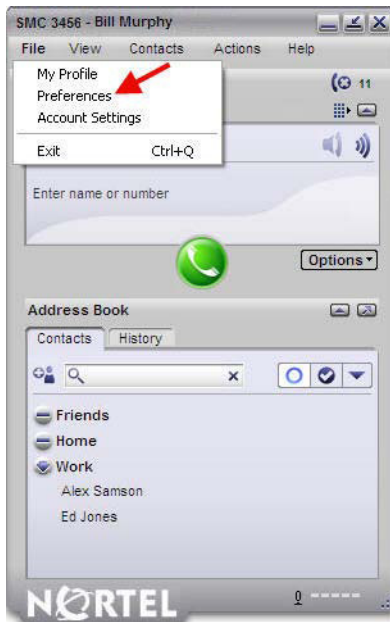 SMC 3456 - Bill Murphy
File View Contacts Actions Help
My Profile
Preferences
Account Settings
Exit Ctrl+Q
11
Enter name or number
Options
Address Book
Contacts History
Friends
Home
Work
Alex Samson
Ed Jones
NORTEL
0 -----